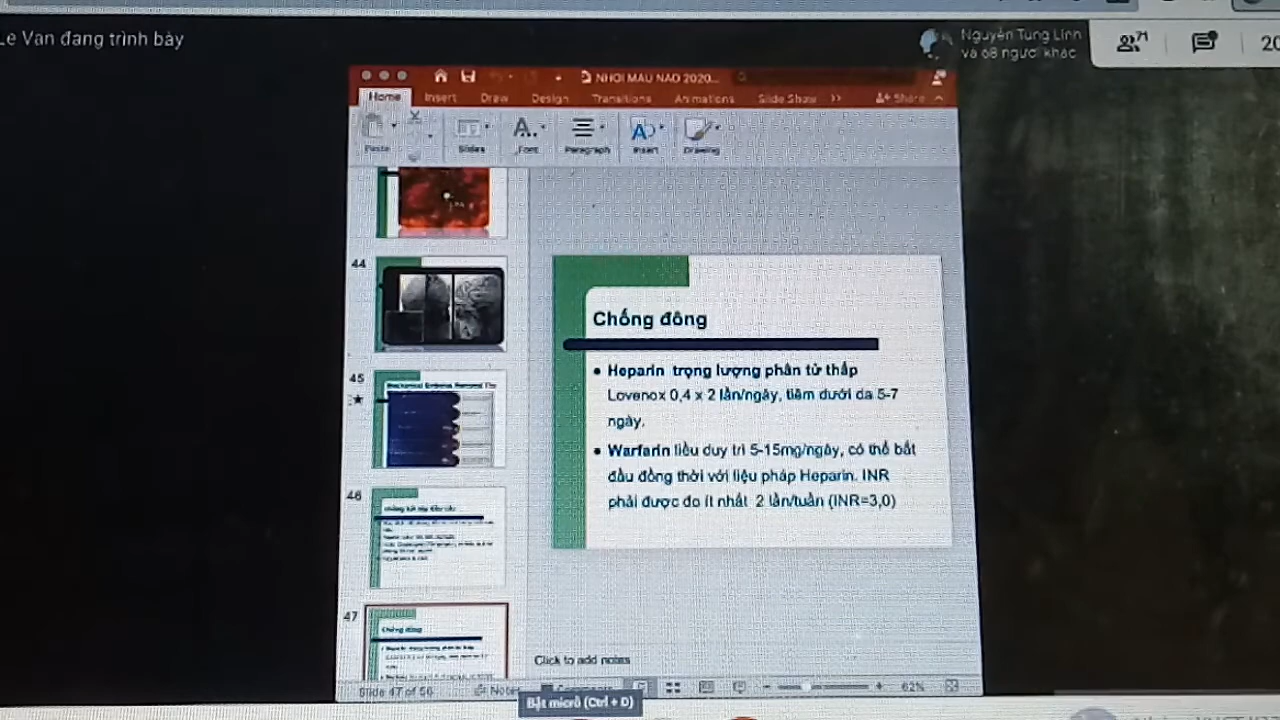 Le Van đang trình bày
Nguyễn Tùng Linh
và 68 người khác
71
20
NHOI MAU NAO 2020...
Home Insert Draw Design Transitions Animations Slide Show Share
Paste Slides Font Paragraph Insert Drawing
44
45
46
47
Chống đông
Chống đông
• Heparin trọng lượng phân tử thấp
Lovenox 0,4 x 2 lần/ngày, tiêm dưới da 5-7
ngày.
• Warfarin liều duy trì 5-15mg/ngày, có thể bắt
đầu đồng thời với liệu pháp Heparin. INR
phải được đo ít nhất 2 lần/tuần (INR=3,0)
Click to add notes
Slide 47 of 56 Notes 62%
Bật micrô (Ctrl + D)